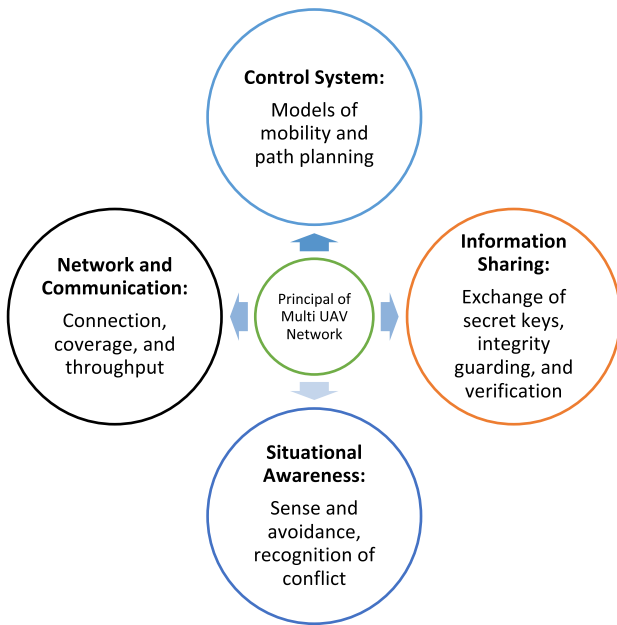 Control System:
Models of
mobility and
path planning
Network and
Communication:
Connection,
coverage, and
throughput
Principal of
Multi UAV
Network
Information
Sharing:
Exchange of
secret keys,
integrity
guarding, and
verification
Situational
Awareness:
Sense and
avoidance,
recognition of
conflict